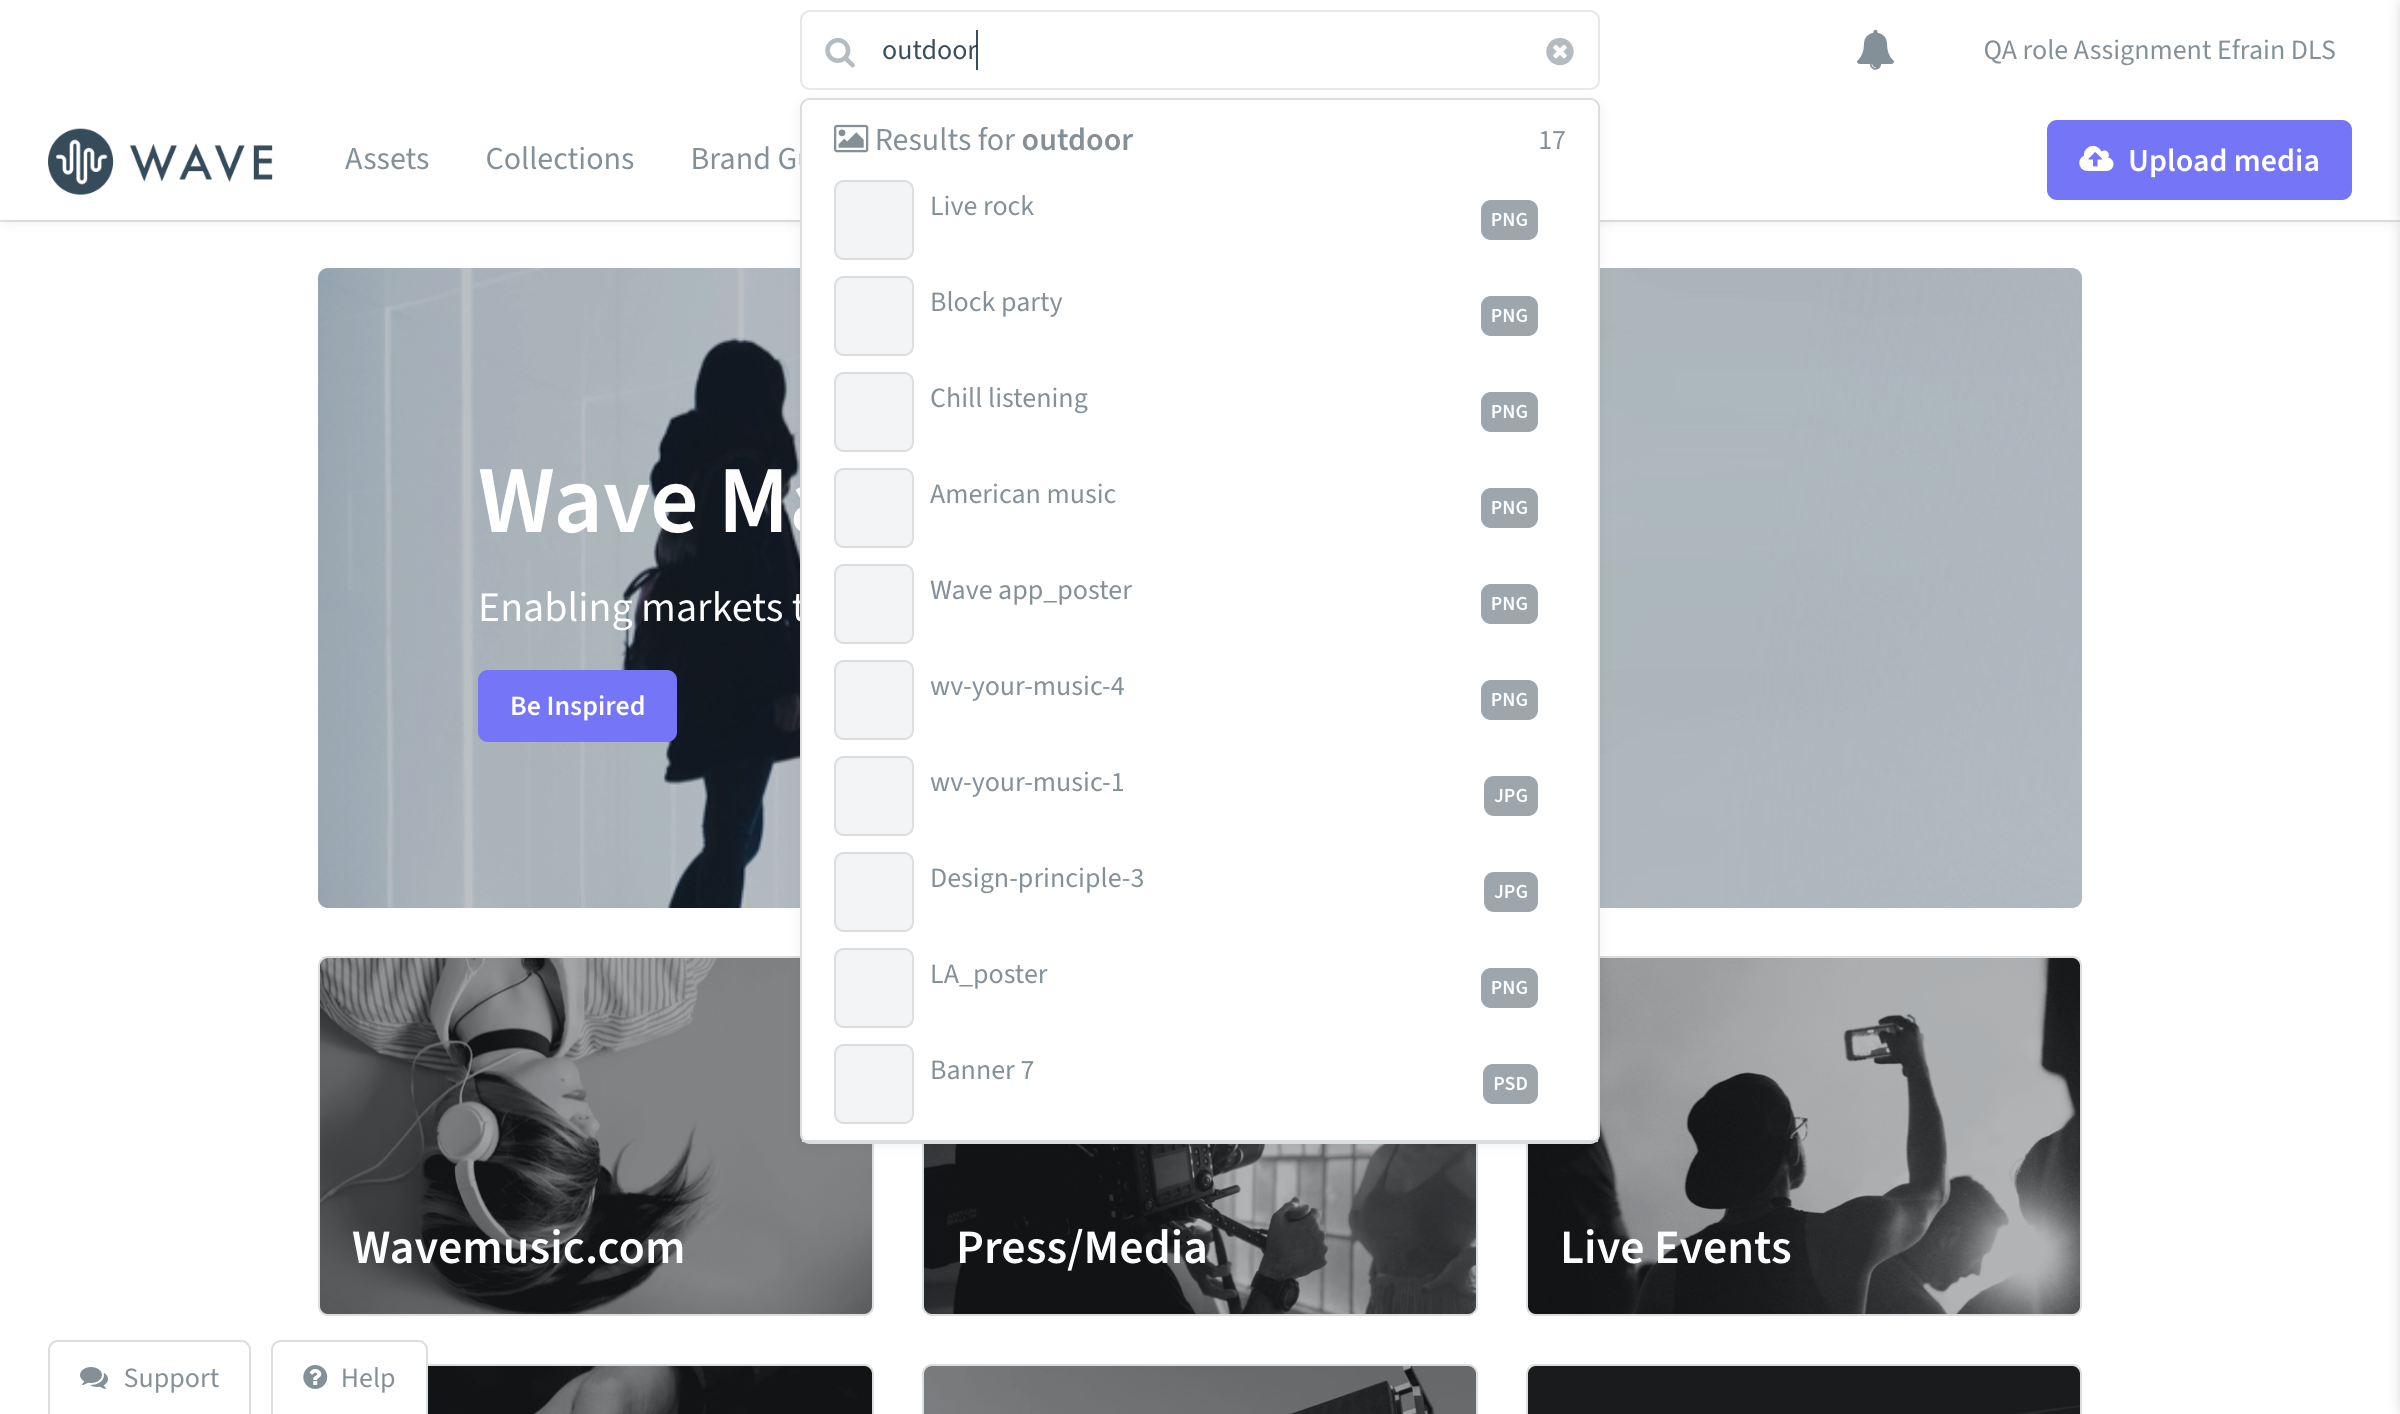 outdoor
QA role Assignment Efrain DLS
WAVE
Assets
Collections
Brand
Upload media
Results for outdoor
17
Live rock
PNG
Block party
PNG
Chill listening
PNG
American music
PNG
Wave app_poster
PNG
wv-your-music-4
PNG
wv-your-music-1
JPG
Design-principle-3
JPG
LA_poster
PNG
Banner 7
PSD
Wave
Enabling markets
Be Inspired
Wavemusic.com
Press/Media
Live Events
Support
Help